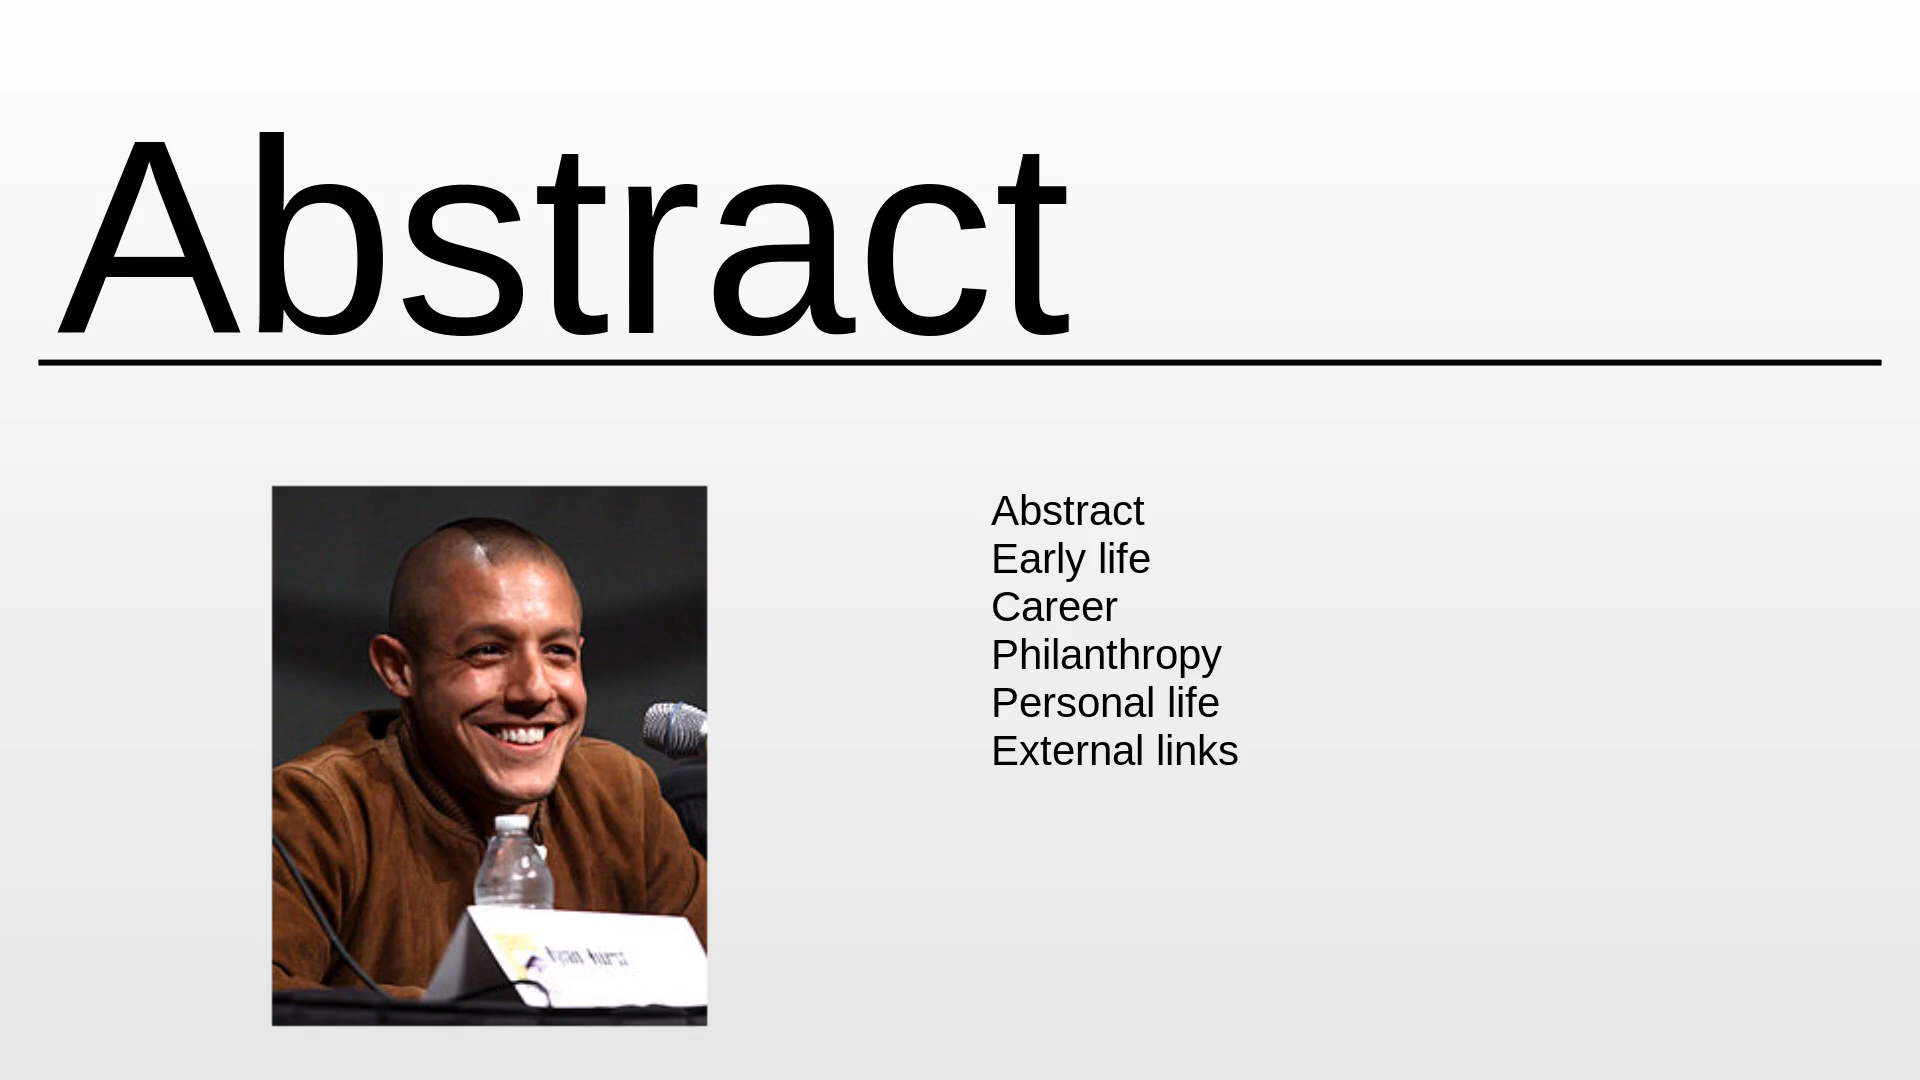 Abstract
Abstract
Early life
Career
Philanthropy
Personal life
External links